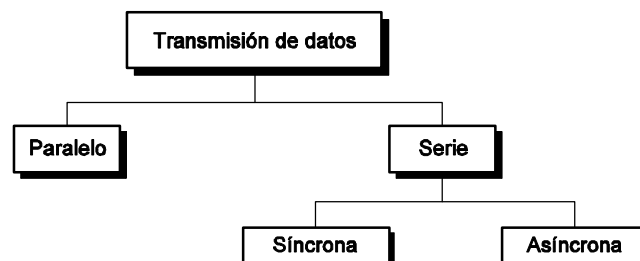 Transmisión de datos
Paralelo
Serie
Síncrona
Asíncrona